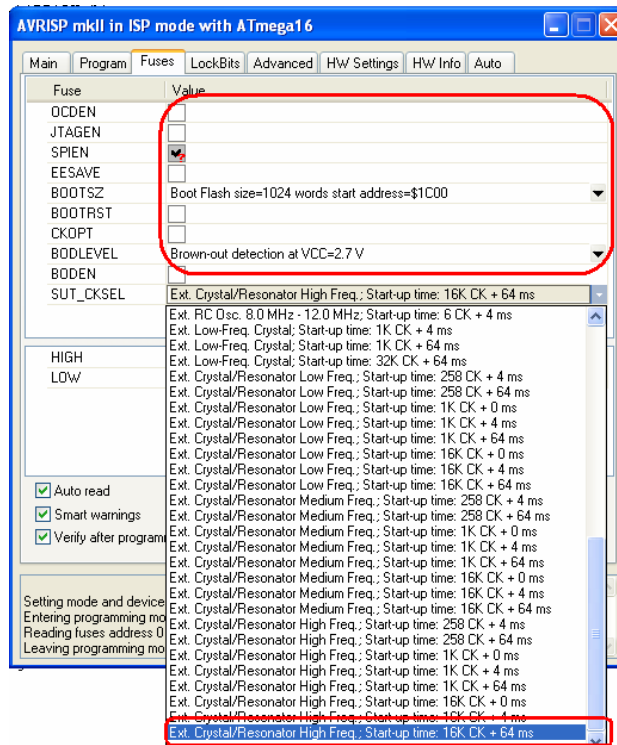 AVRISP mkII in ISP mode with ATmega16
Main Program Fuses LockBits Advanced HW Settings HW Info Auto
Fuse Value
OCDEN
JTAGEN
SPIEN
EESAVE
BOOTSZ Boot Flash size=1024 words start address=$1C00
BOOTRST
CKOPT
BODLEVEL Brown-out detection at VCC=2.7 V
BODEN
SUT_CKSEL Ext. Crystal/Resonator High Freq.; Start-up time: 16K CK + 64 ms
Ext. RC Osc. 8.0 MHz - 12.0 MHz; Start-up time: 6 CK + 4 ms
Ext. Low-Freq. Crystal; Start-up time: 1K CK + 4 ms
Ext. Low-Freq. Crystal; Start-up time: 1K CK + 64 ms
HIGH Ext. Low-Freq. Crystal; Start-up time: 32K CK + 64 ms
LOW Ext. Crystal/Resonator Low Freq.; Start-up time: 258 CK + 4 ms
Ext. Crystal/Resonator Low Freq.; Start-up time: 258 CK + 64 ms
Ext. Crystal/Resonator Low Freq.; Start-up time: 1K CK + 0 ms
Ext. Crystal/Resonator Low Freq.; Start-up time: 1K CK + 4 ms
Ext. Crystal/Resonator Low Freq.; Start-up time: 1K CK + 64 ms
Ext. Crystal/Resonator Low Freq.; Start-up time: 16K CK + 0 ms
Ext. Crystal/Resonator Low Freq.; Start-up time: 16K CK + 4 ms
Auto read Ext. Crystal/Resonator Low Freq.; Start-up time: 16K CK + 64 ms
Ext. Crystal/Resonator Medium Freq.; Start-up time: 258 CK + 4 ms
Smart warnings Ext. Crystal/Resonator Medium Freq.; Start-up time: 258 CK + 64 ms
Verify after programm Ext. Crystal/Resonator Medium Freq.; Start-up time: 1K CK + 0 ms
Ext. Crystal/Resonator Medium Freq.; Start-up time: 1K CK + 4 ms
Ext. Crystal/Resonator Medium Freq.; Start-up time: 1K CK + 64 ms
Ext. Crystal/Resonator Medium Freq.; Start-up time: 16K CK + 0 ms
Setting mode and device Ext. Crystal/Resonator Medium Freq.; Start-up time: 16K CK + 4 ms
Entering programming mo Ext. Crystal/Resonator Medium Freq.; Start-up time: 16K CK + 64 ms
Reading fuses address 0 Ext. Crystal/Resonator High Freq.; Start-up time: 258 CK + 4 ms
Leaving programming mo Ext. Crystal/Resonator High Freq.; Start-up time: 258 CK + 64 ms
Ext. Crystal/Resonator High Freq.; Start-up time: 1K CK + 0 ms
Ext. Crystal/Resonator High Freq.; Start-up time: 1K CK + 4 ms
Ext. Crystal/Resonator High Freq.; Start-up time: 1K CK + 64 ms
Ext. Crystal/Resonator High Freq.; Start-up time: 16K CK + 0 ms
Ext. Crystal/Resonator High Freq.; Start-up time: 16K CK + 4 ms
Ext. Crystal/Resonator High Freq.; Start-up time: 16K CK + 64 ms